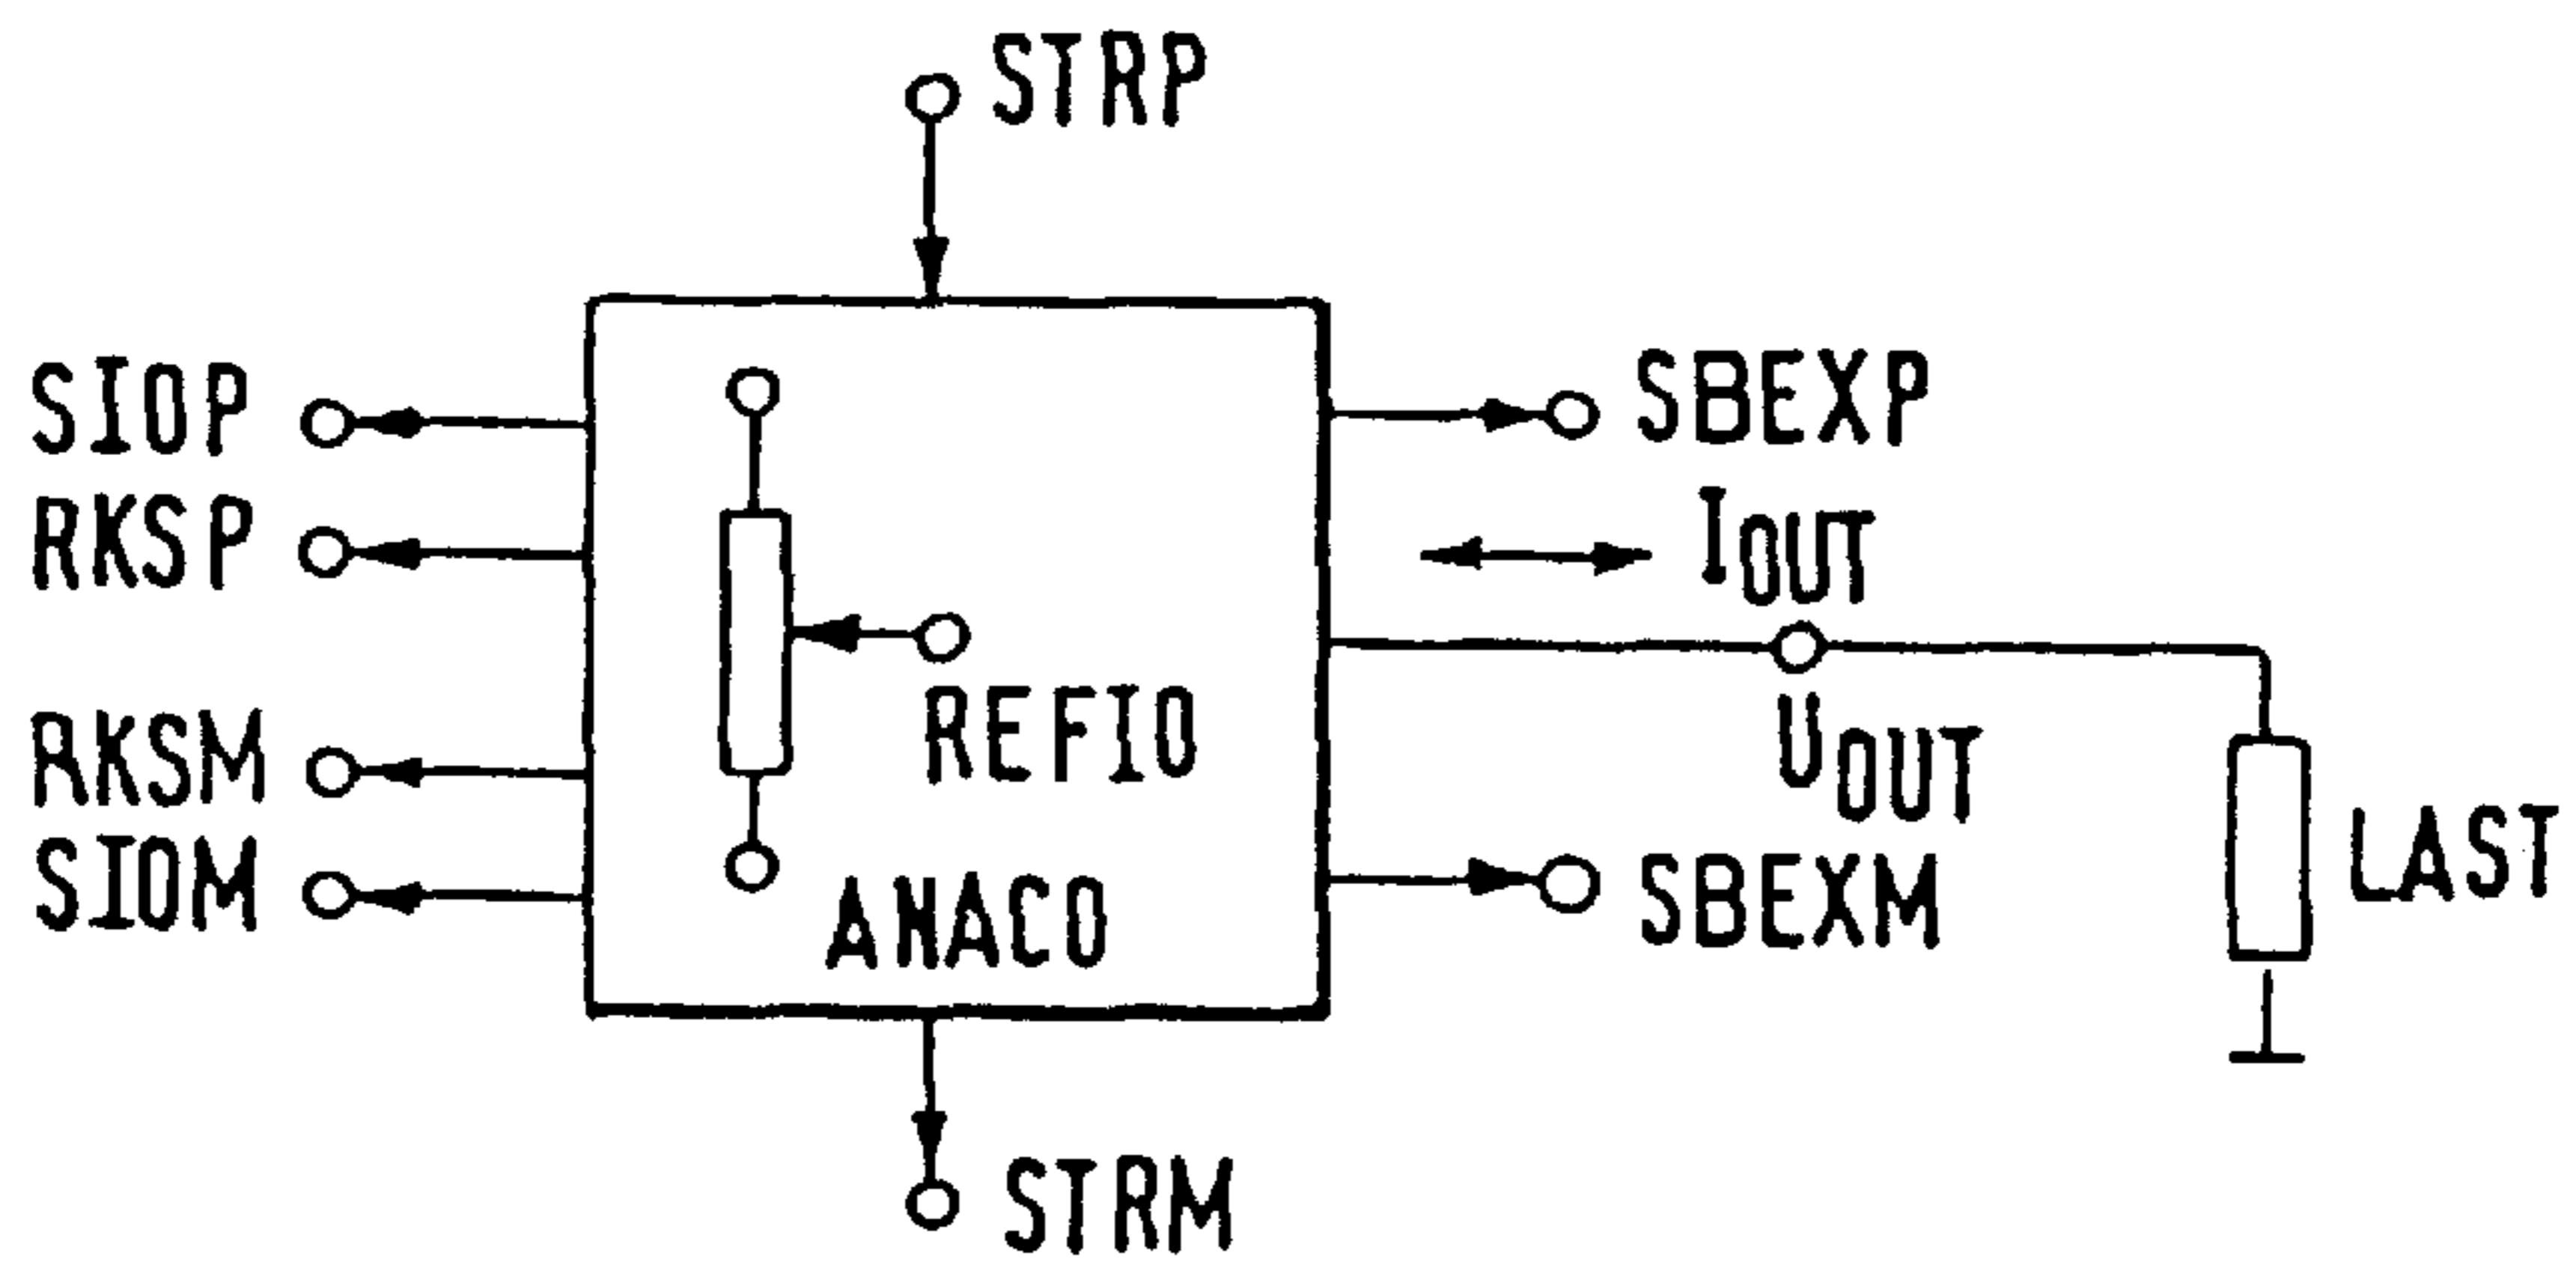 STRP
SIOP
SBEXP
RKSP
IOUT
REFIO
RKSM
UOUT
SIOM
ANACO
SBEXM
LAST
STRM